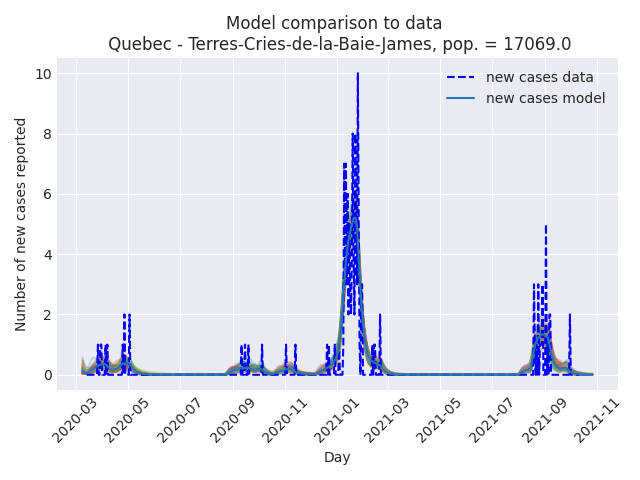 Model comparison to data
Quebec - Terres-Cries-de-la-Baie-James, pop. = 17069.0
new cases data
new cases model
Number of new cases reported
10
8
6
4
2
0
2020-03
2020-05
2020-07
2020-09
2020-11
2021-01
2021-03
2021-05
2021-07
2021-09
2021-11
Day